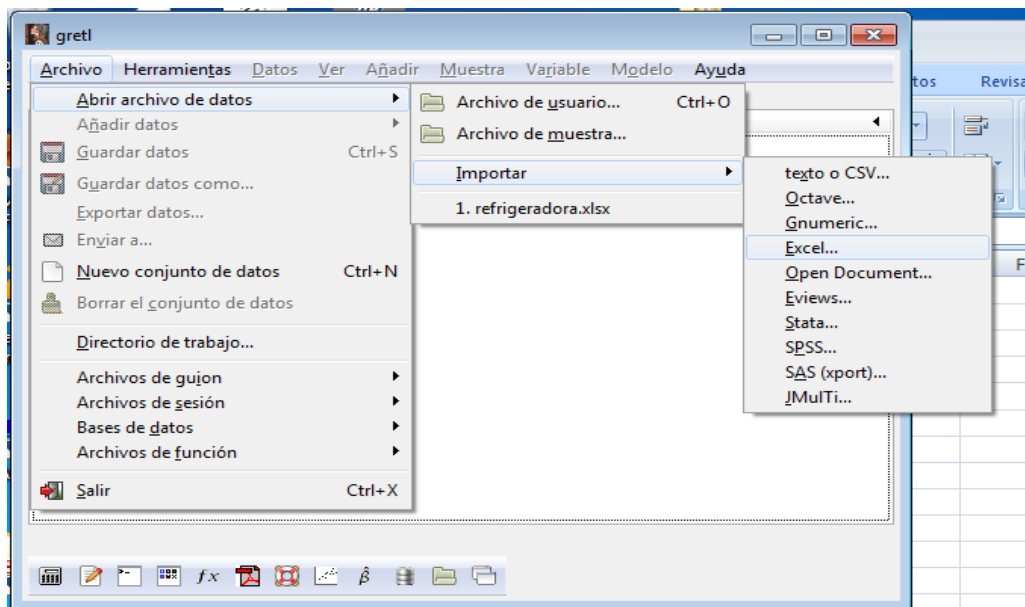 gretl
Archivo Herramientas Datos Ver Añadir Muestra Variable Modelo Ayuda
Abrir archivo de datos
Añadir datos
Guardar datos Ctrl+S
Guardar datos como...
Exportar datos...
Enviar a...
Nuevo conjunto de datos Ctrl+N
Borrar el conjunto de datos
Directorio de trabajo...
Archivos de guion
Archivos de sesión
Bases de datos
Archivos de función
Salir Ctrl+X
Archivo de usuario... Ctrl+O
Archivo de muestra...
Importar
1. refrigeradora.xlsx
texto o CSV...
Octave...
Gnumeric...
Excel...
Open Document...
Eviews...
Stata...
SPSS...
SAS (xport)...
JMulTi...
tos Revisa
F
fx
β̂